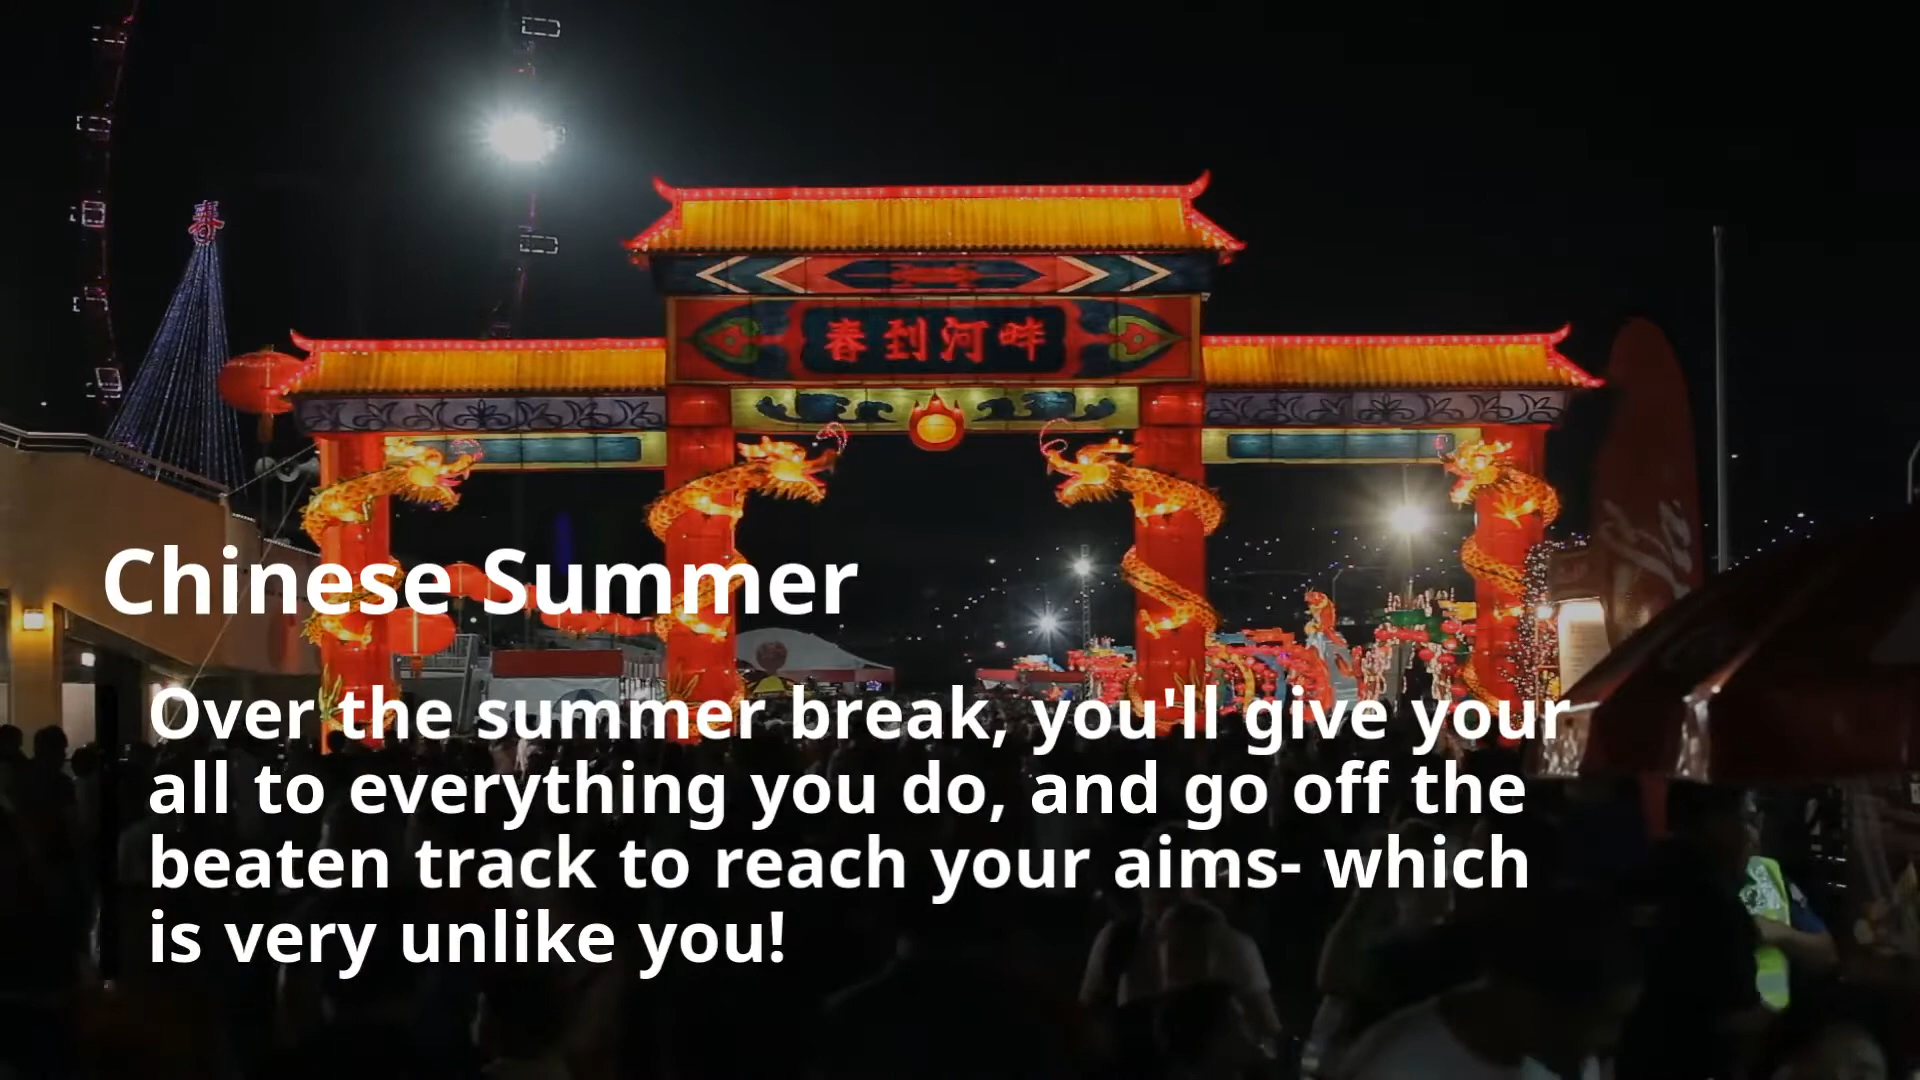 春
春到河畔
Chinese Summer
Over the summer break, you'll give your
all to everything you do, and go off the
beaten track to reach your aims- which
is very unlike you!